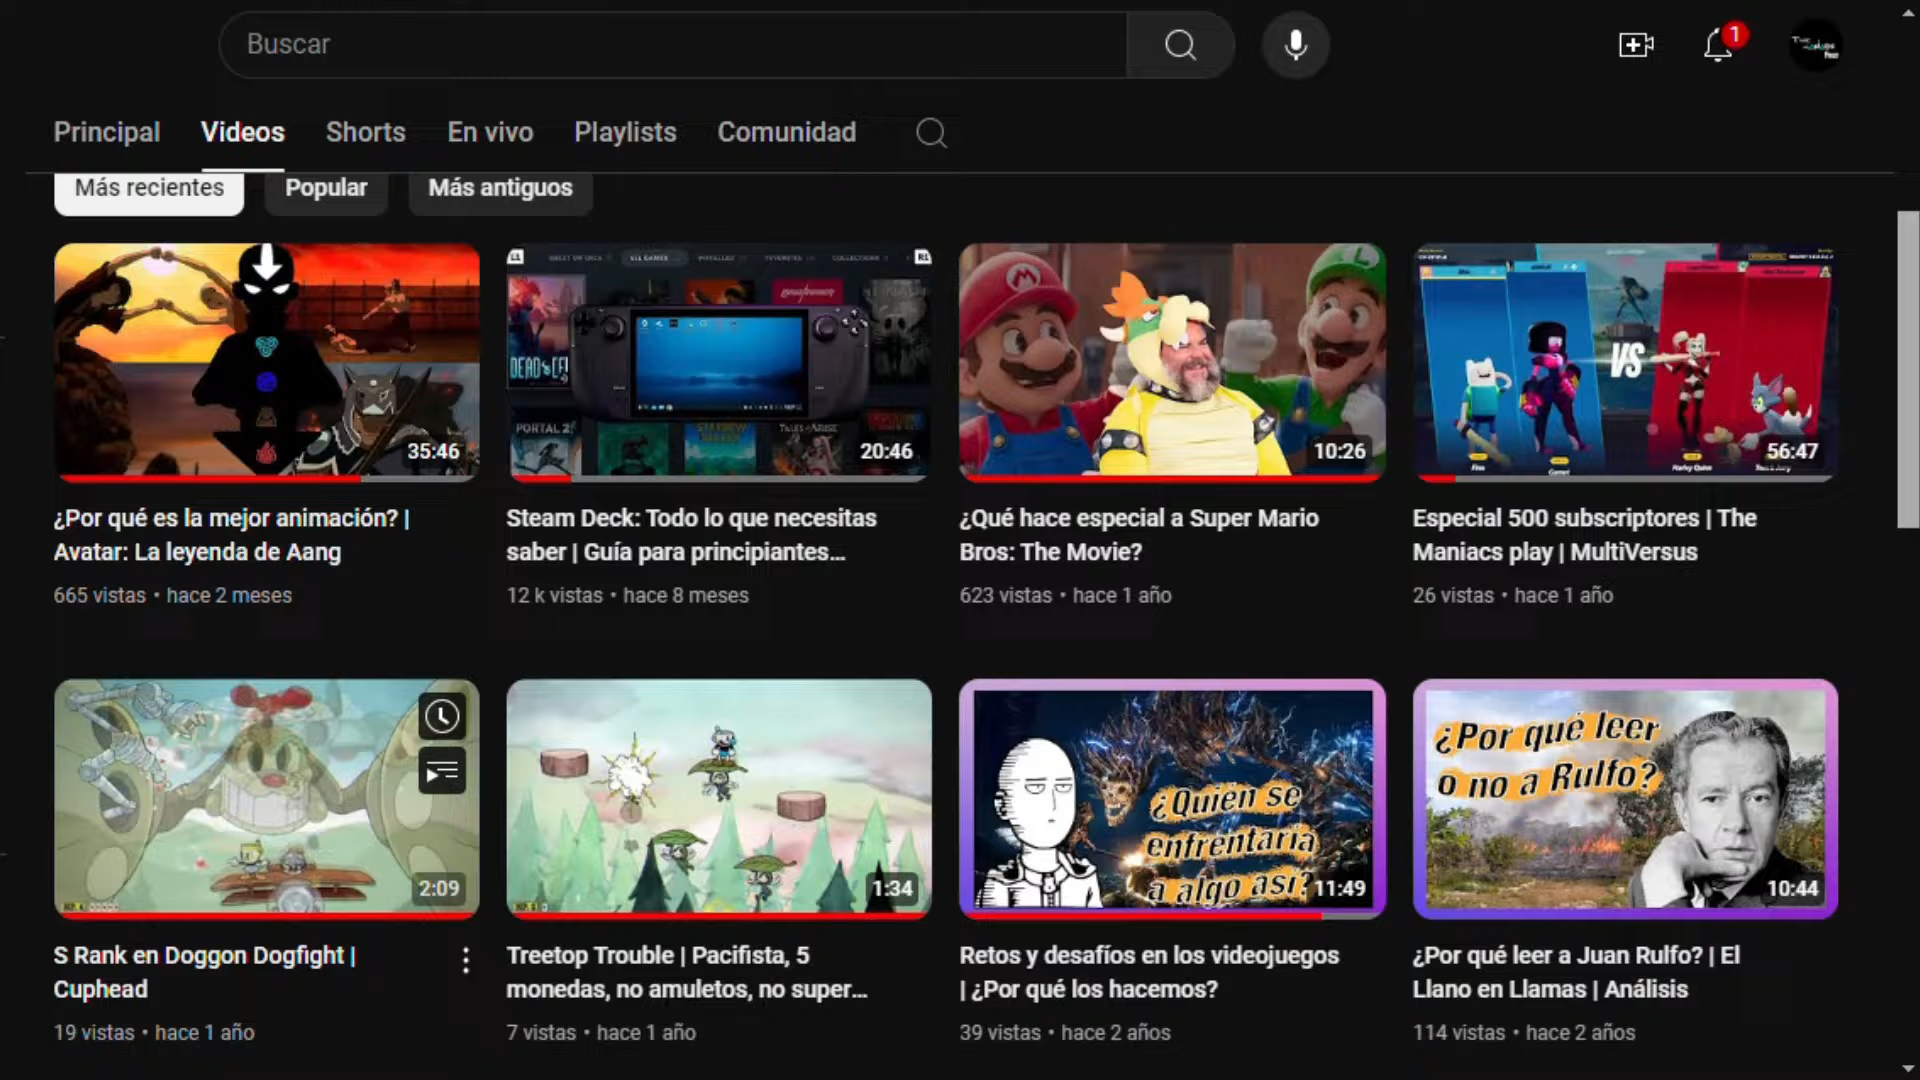 Buscar
1
Principal Videos Shorts En vivo Playlists Comunidad
Más recientes Popular Más antiguos
ALL GAMES
PORTAL 2
35:46
20:46
10:26
VS
56:47
¿Por qué es la mejor animación? |
Avatar: La leyenda de Aang
665 vistas • hace 2 meses
Steam Deck: Todo lo que necesitas
saber | Guía para principiantes...
12 k vistas • hace 8 meses
¿Qué hace especial a Super Mario
Bros: The Movie?
623 vistas • hace 1 año
Especial 500 subscriptores | The
Maniacs play | MultiVersus
26 vistas • hace 1 año
2:09
1:34
¿Quién se
enfrentaría
a algo así?
11:49
¿Por qué leer
o no a Rulfo?
10:44
S Rank en Doggon Dogfight |
Cuphead
19 vistas • hace 1 año
Treetop Trouble | Pacifista, 5
monedas, no amuletos, no super...
7 vistas • hace 1 año
Retos y desafíos en los videojuegos
| ¿Por qué los hacemos?
39 vistas • hace 2 años
¿Por qué leer a Juan Rulfo? | El
Llano en Llamas | Análisis
114 vistas • hace 2 años